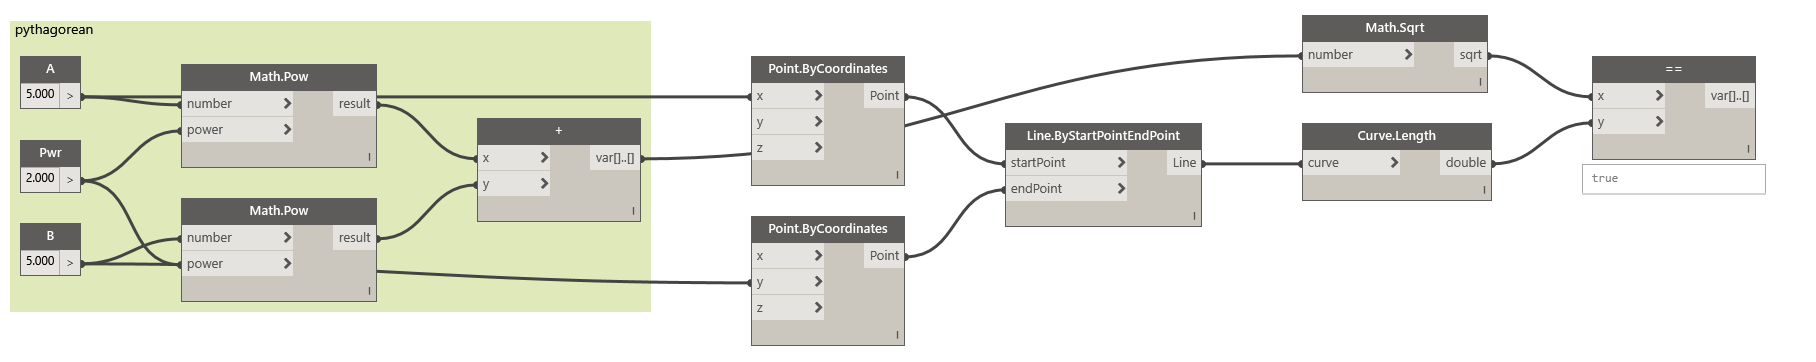 pythagorean
A
5.000 >
Pwr
2.000 >
B
5.000 >
Math.Pow
number > result
power >
l
Math.Pow
number > result
power >
l
+
x > var[]..[]
y >
l
Point.ByCoordinates
x > Point
y >
z >
l
Point.ByCoordinates
x > Point
y >
z >
l
Line.ByStartPointEndPoint
startPoint > Line
endPoint >
l
Math.Sqrt
number > sqrt
l
Curve.Length
curve > double
l
==
x > var[]..[]
y >
l
true